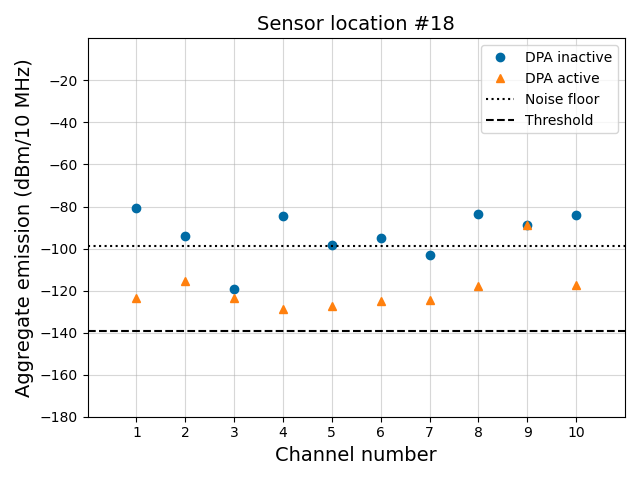 Sensor location #18
DPA inactive
DPA active
Noise floor
Threshold
Aggregate emission (dBm/10 MHz)
−20
−40
−60
−80
−100
−120
−140
−160
−180
1 2 3 4 5 6 7 8 9 10
Channel number